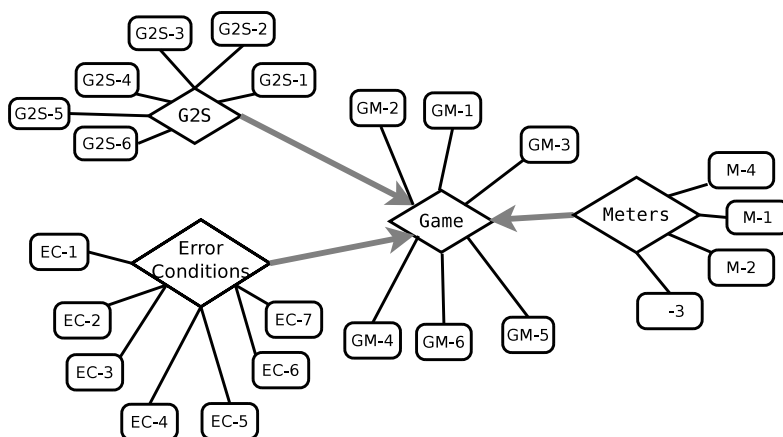 G2S-3
G2S-2
G2S-4
G2S-1
G2S-5
G2S
G2S-6
GM-2
GM-1
GM-3
M-4
Meters
M-1
Game
M-2
-3
EC-1
Error
Conditions
EC-2
EC-7
EC-3
EC-6
EC-4
EC-5
GM-4
GM-6
GM-5